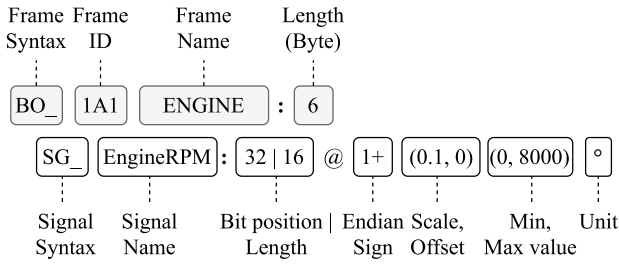 Frame Frame Frame Length
Syntax ID Name (Byte)
BO_ 1A1 ENGINE : 6
SG_ EngineRPM : 32 | 16 @ 1+ (0.1, 0) (0, 8000) °
Signal Signal Bit position | Endian Scale, Min, Unit
Syntax Name Length Sign Offset Max value